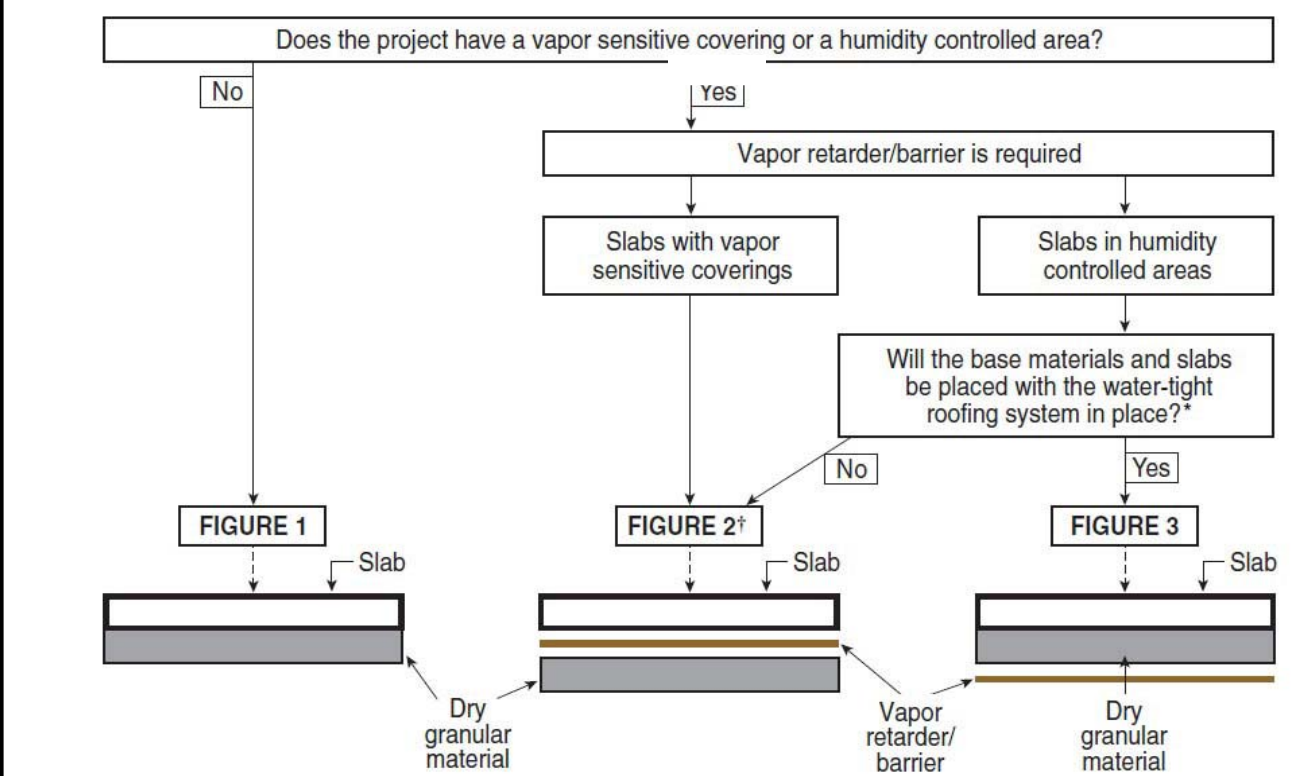 Does the project have a vapor sensitive covering or a humidity controlled area?
No
Yes
Vapor retarder/barrier is required
Slabs with vapor
sensitive coverings
Slabs in humidity
controlled areas
Will the base materials and slabs
be placed with the water-tight
roofing system in place?*
No
Yes
FIGURE 1
FIGURE 2†
FIGURE 3
Slab
Slab
Slab
Dry
granular
material
Vapor
retarder/
barrier
Dry
granular
material